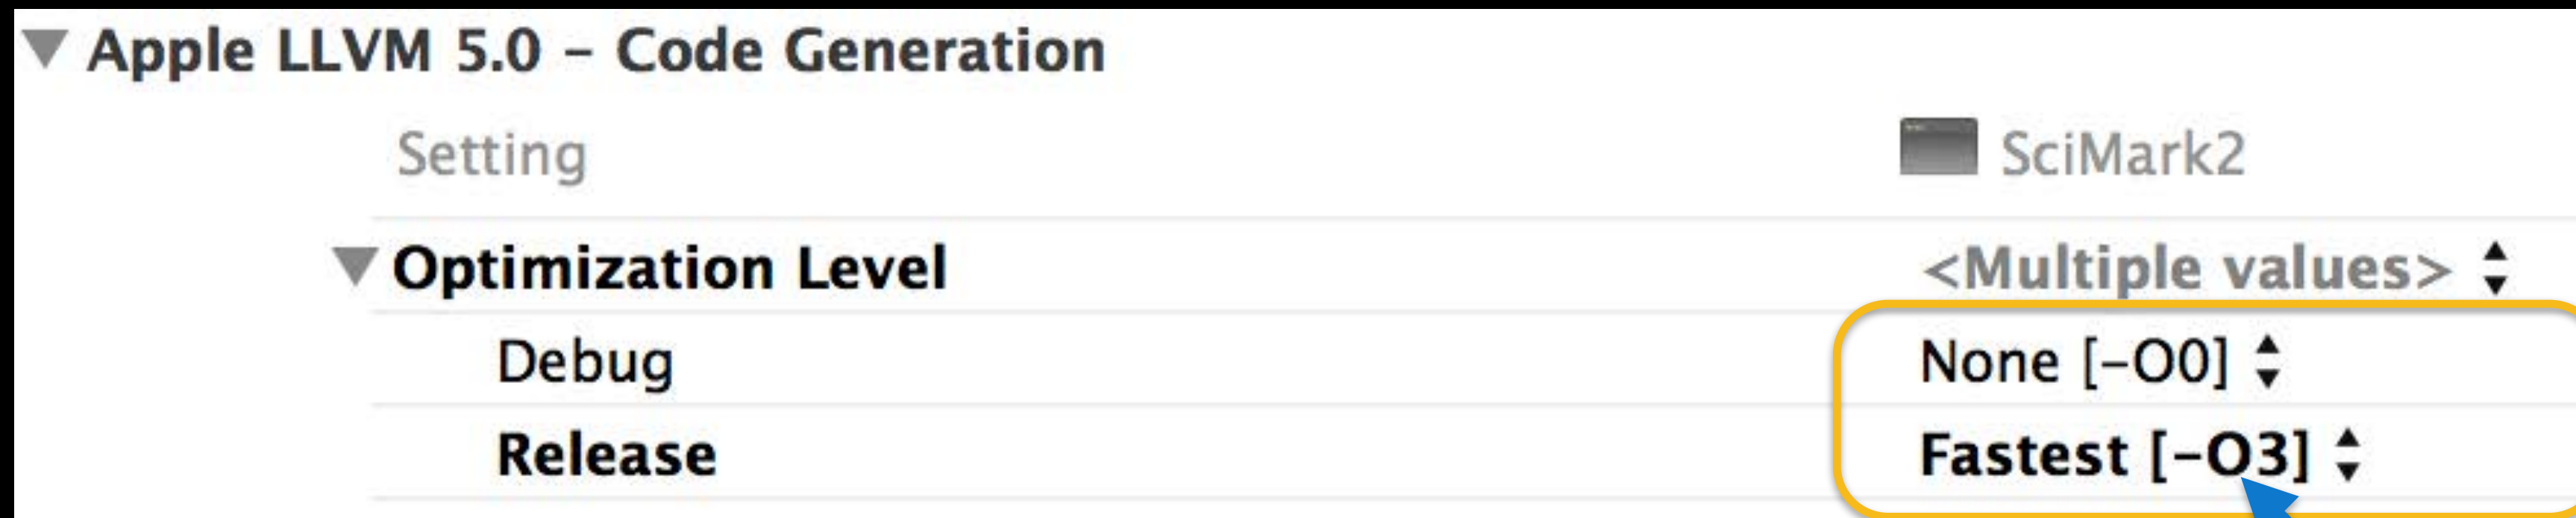 Apple LLVM 5.0 – Code Generation
Setting SciMark2
Optimization Level <Multiple values>
Debug None [–O0]
Release Fastest [–O3]